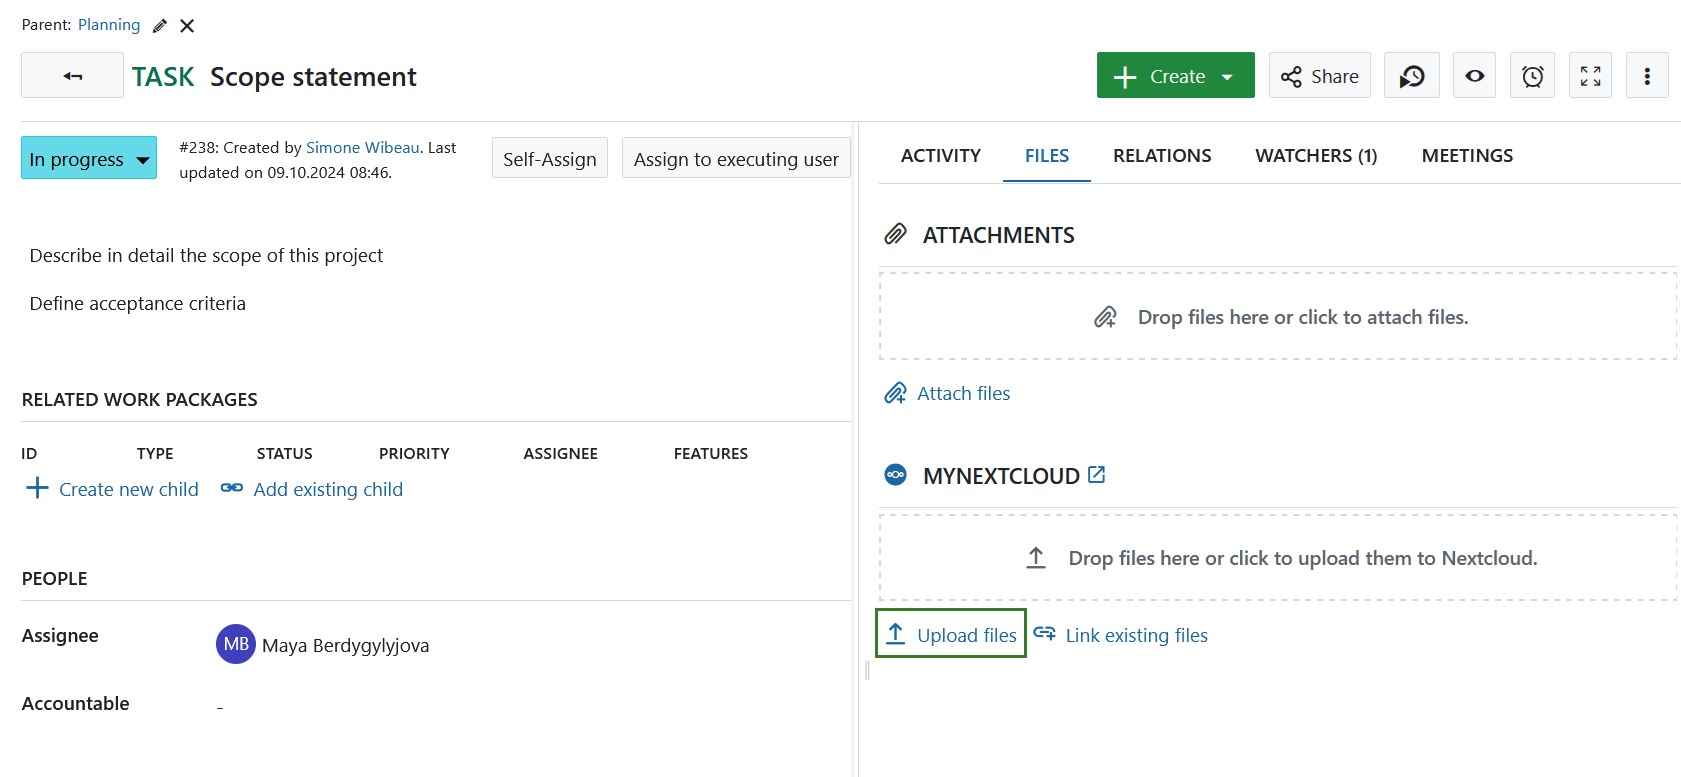 Parent: Planning
TASK Scope statement
Create
Share
In progress
#238: Created by Simone Wibeau. Last
updated on 09.10.2024 08:46.
Self-Assign
Assign to executing user
Describe in detail the scope of this project
Define acceptance criteria
RELATED WORK PACKAGES
ID TYPE STATUS PRIORITY ASSIGNEE FEATURES
Create new child Add existing child
PEOPLE
Assignee MB Maya Berdygylyjova
Accountable -
ACTIVITY FILES RELATIONS WATCHERS (1) MEETINGS
ATTACHMENTS
Drop files here or click to attach files.
Attach files
MYNEXTCLOUD
Drop files here or click to upload them to Nextcloud.
Upload files Link existing files